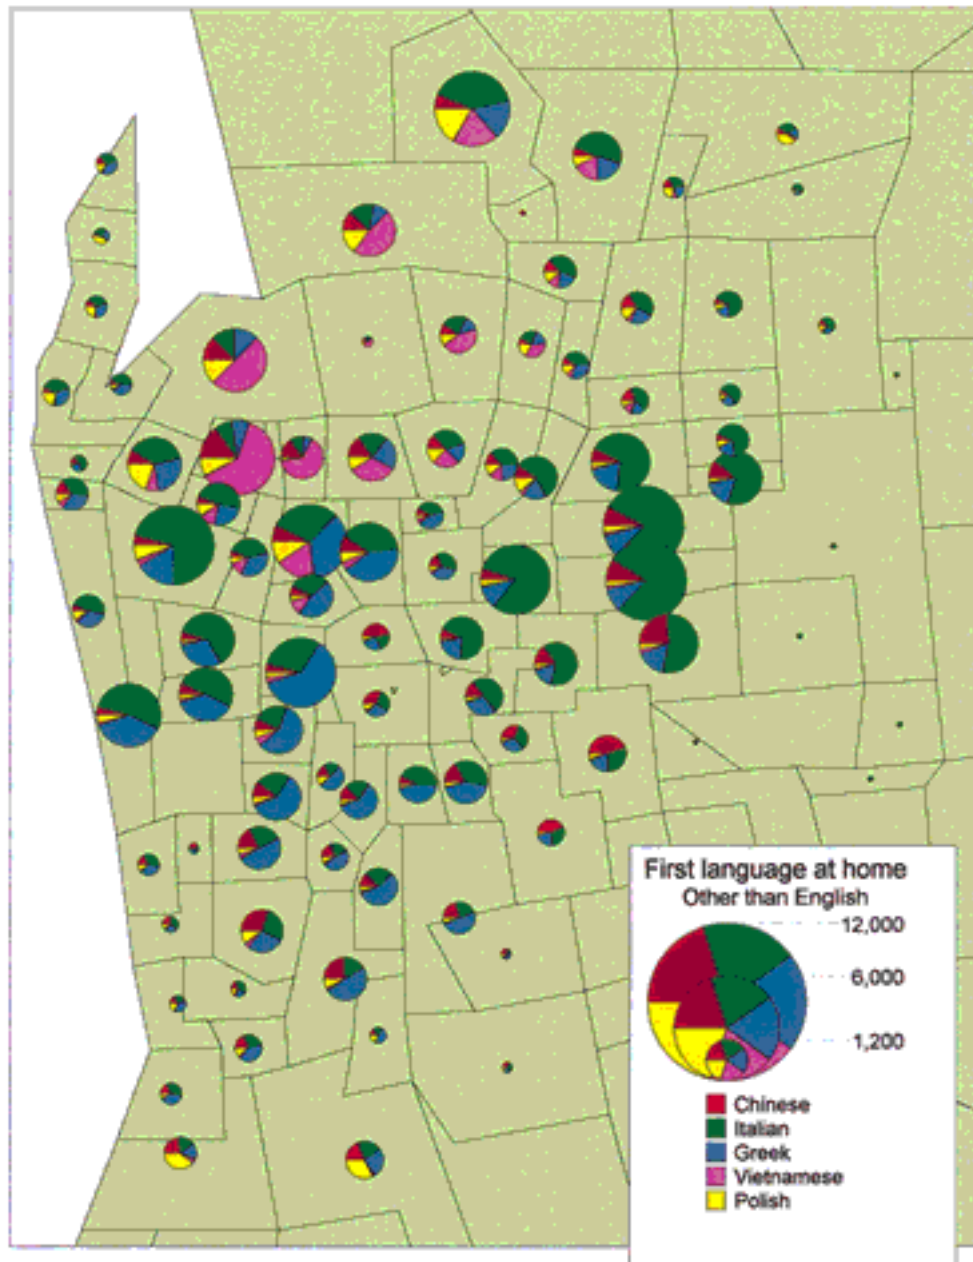 First language at home
Other than English
12,000
6,000
1,200
Chinese
Italian
Greek
Vietnamese
Polish